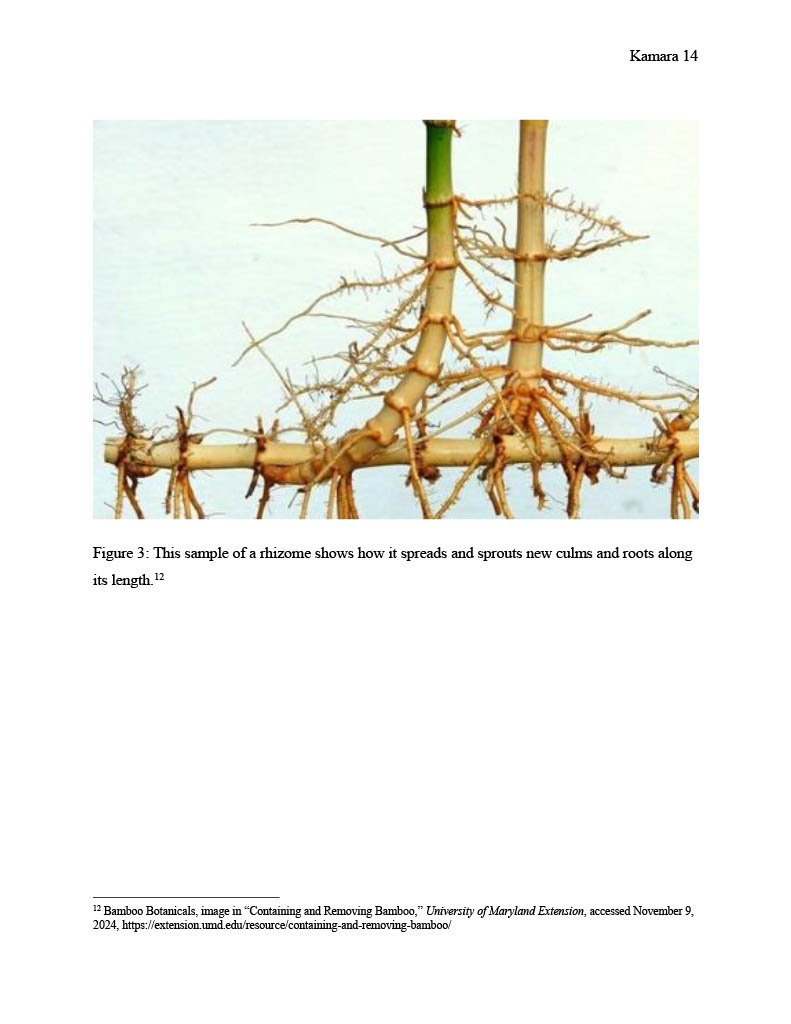 Kamara 14
Figure 3: This sample of a rhizome shows how it spreads and sprouts new culms and roots along
its length.12
12 Bamboo Botanicals, image in “Containing and Removing Bamboo,” University of Maryland Extension, accessed November 9,
2024, https://extension.umd.edu/resource/containing-and-removing-bamboo/